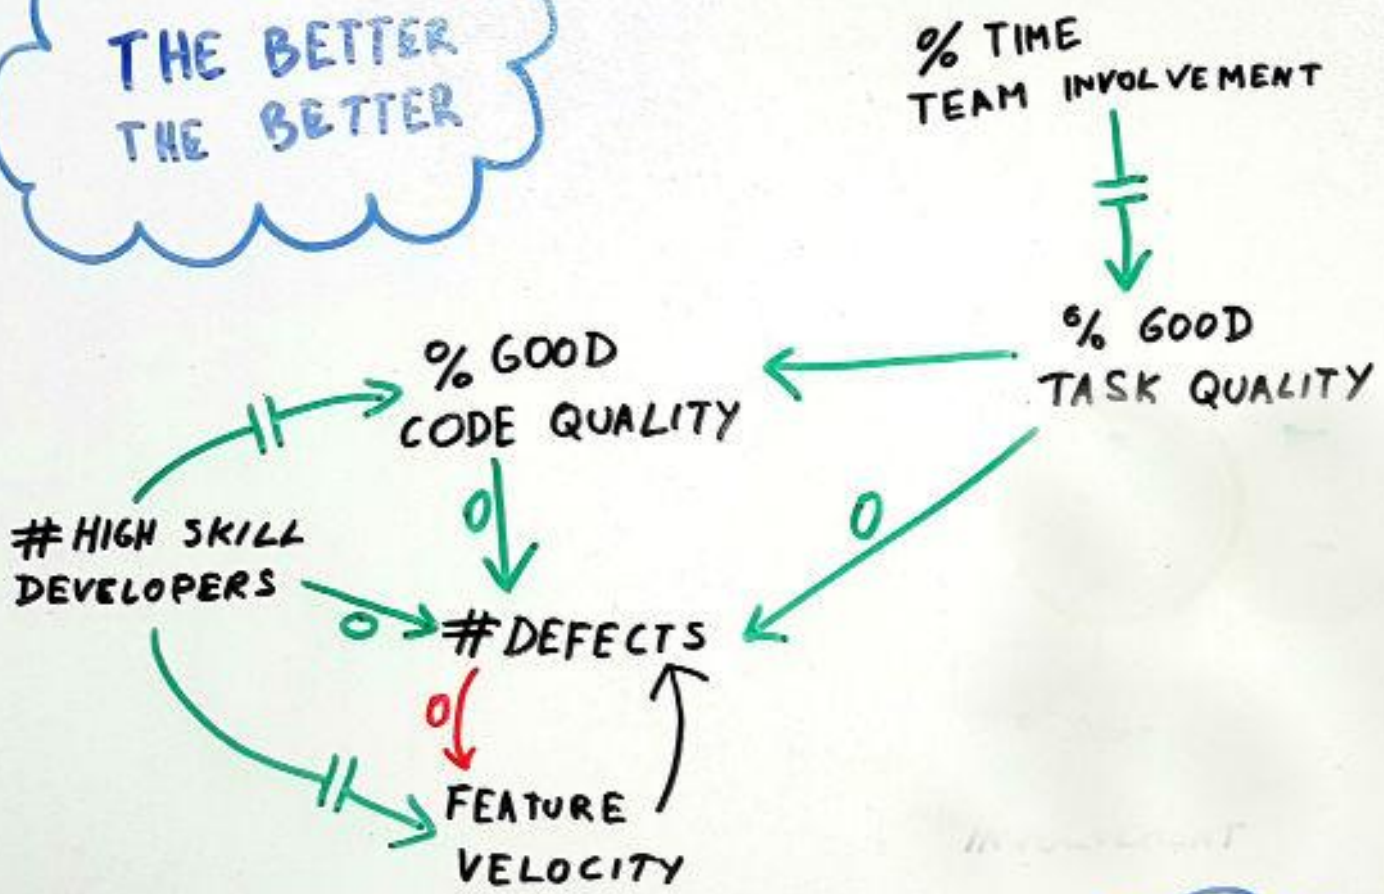 THE BETTER
THE BETTER
% TIME
TEAM INVOLVEMENT
% GOOD
TASK QUALITY
% GOOD
CODE QUALITY
O
O
# HIGH SKILL
DEVELOPERS
O
# DEFECTS
O
FEATURE
VELOCITY